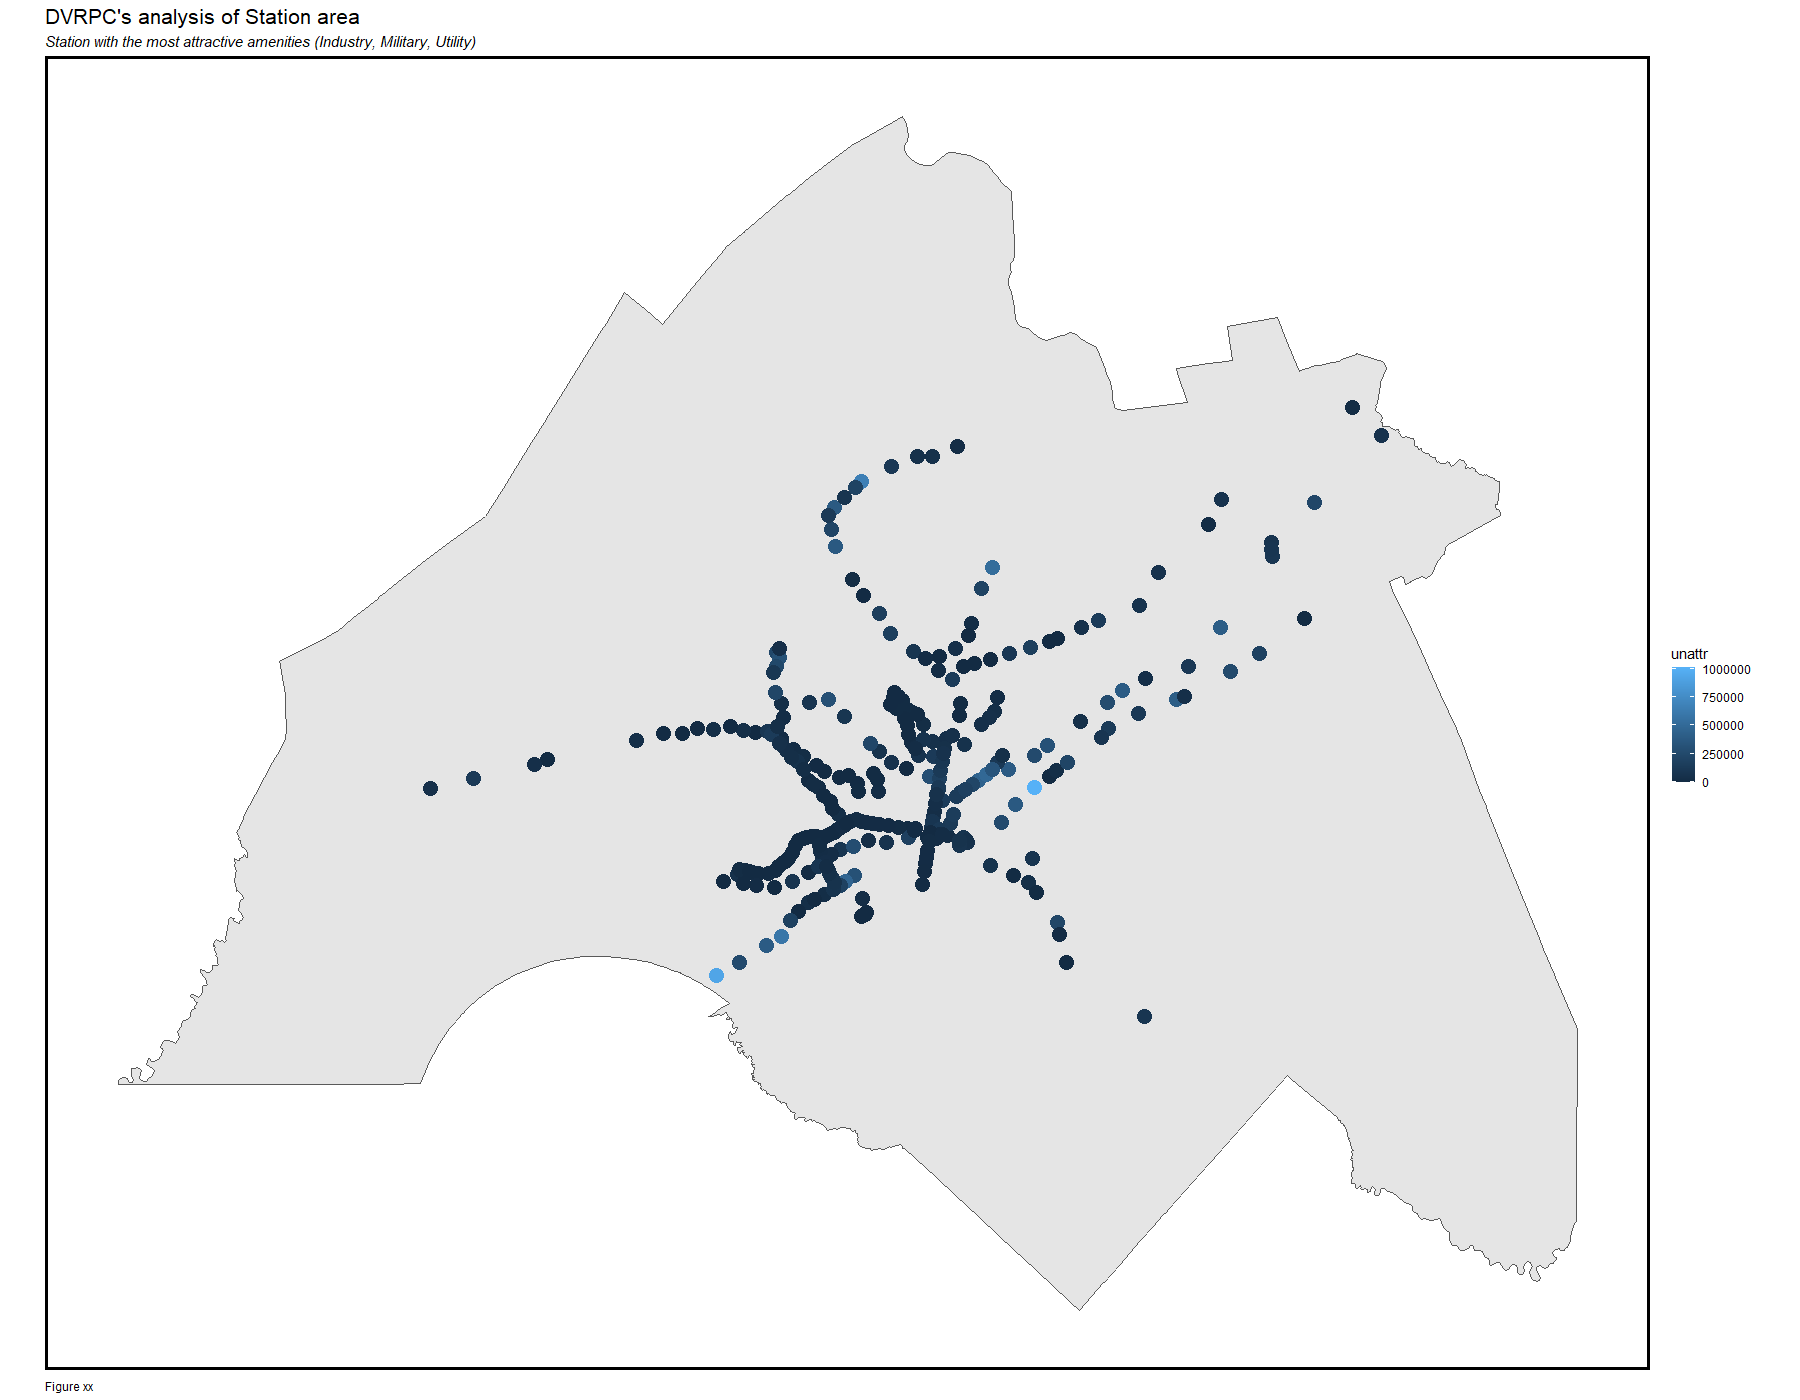 DVRPC's analysis of Station area
Station with the most attractive amenities (Industry, Military, Utility)
unattr
1000000
750000
500000
250000
0
Figure xx